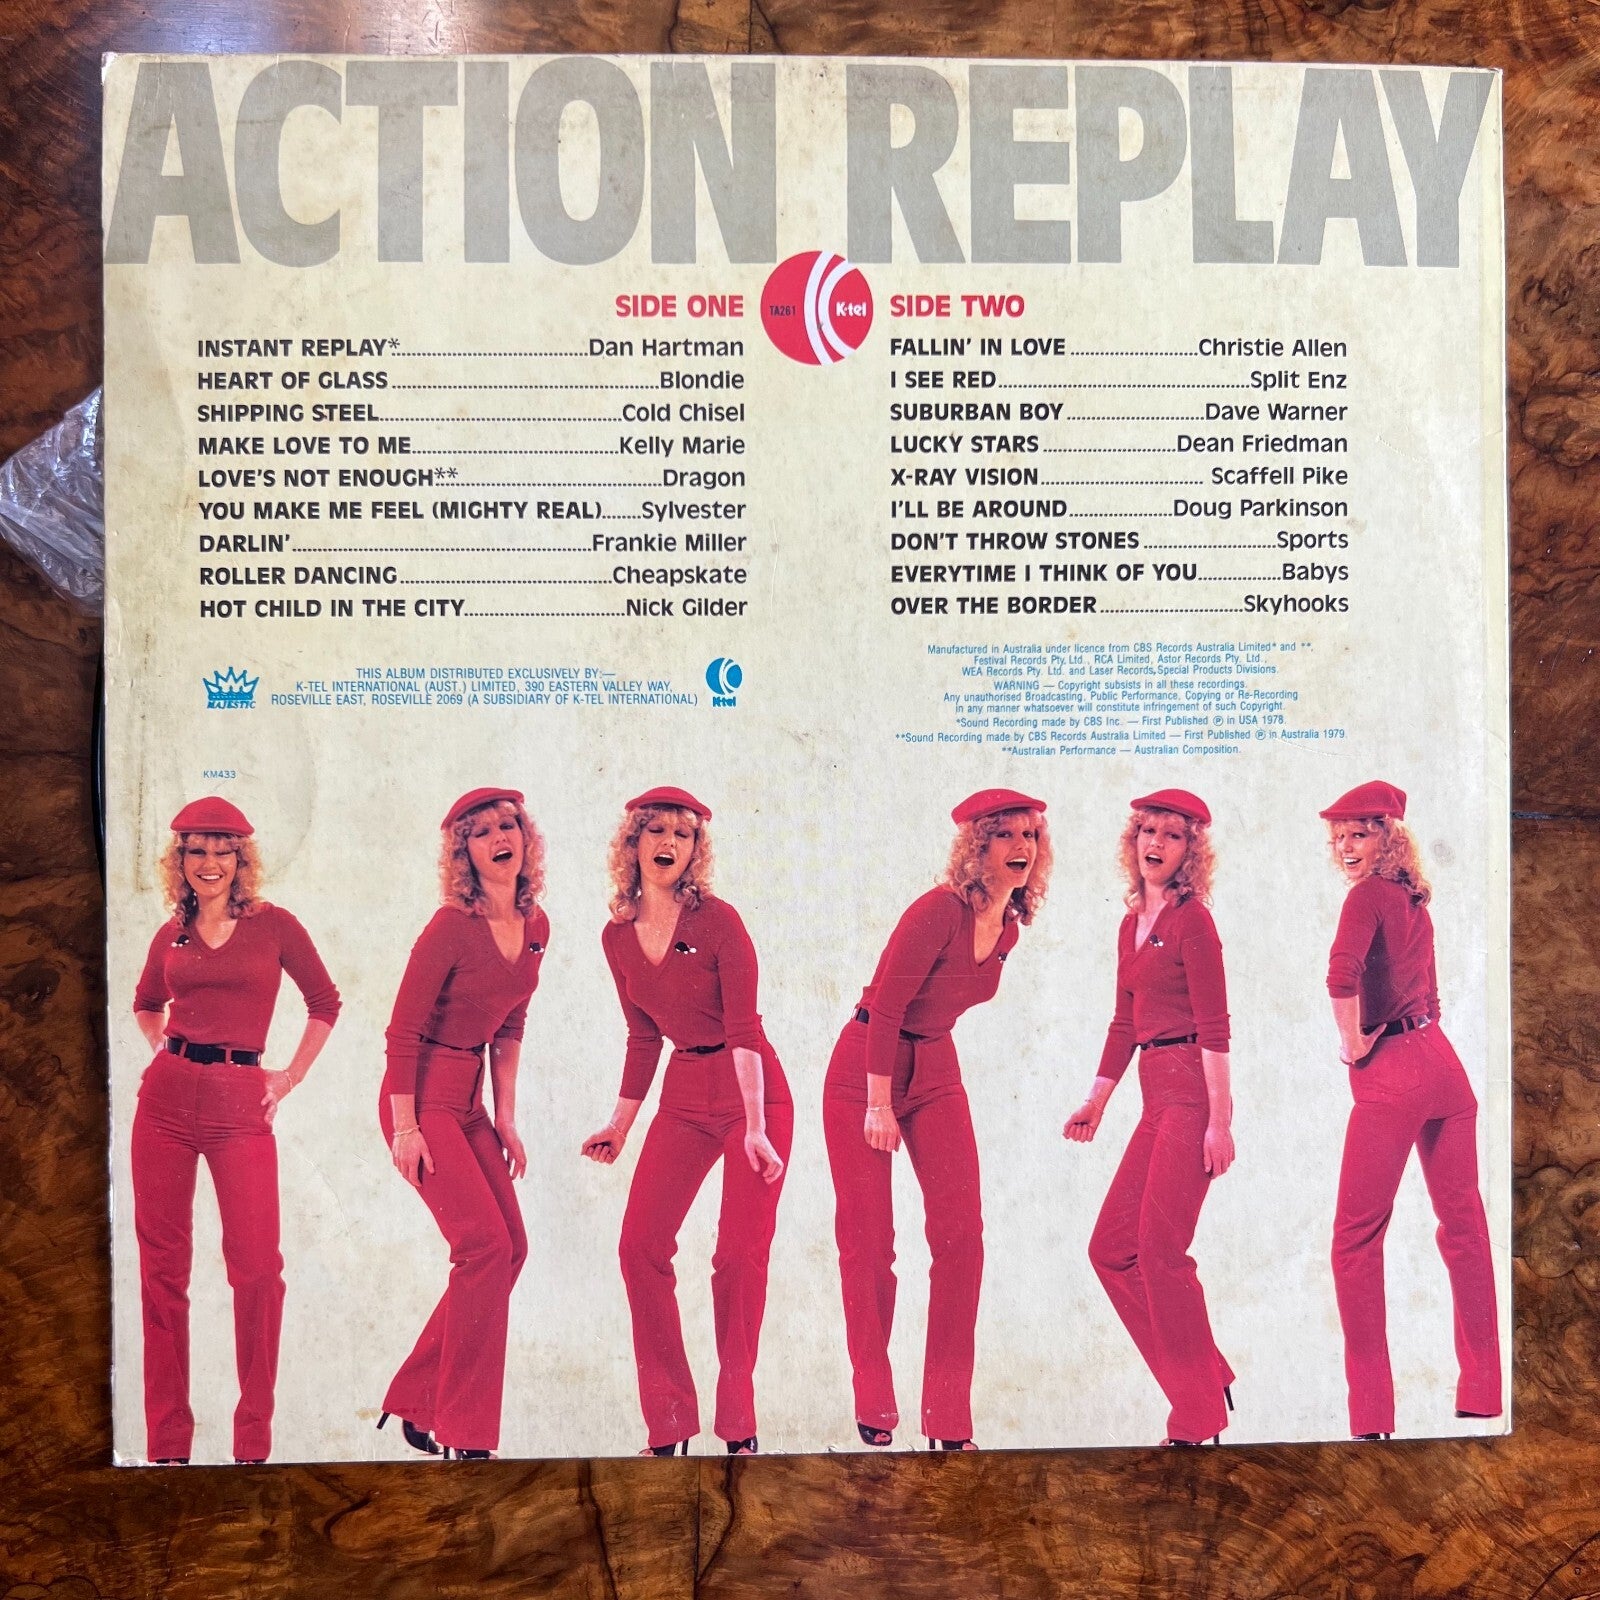 ACTION REPLAY
SIDE ONE
INSTANT REPLAY*..........Dan Hartman
HEART OF GLASS..........Blondie
SHIPPING STEEL..........Cold Chisel
MAKE LOVE TO ME..........Kelly Marie
LOVE'S NOT ENOUGH**..........Dragon
YOU MAKE ME FEEL (MIGHTY REAL)..........Sylvester
DARLIN'..........Frankie Miller
ROLLER DANCING..........Cheapskate
HOT CHILD IN THE CITY..........Nick Gilder
TA261
K-tel
SIDE TWO
FALLIN' IN LOVE..........Christie Allen
I SEE RED..........Split Enz
SUBURBAN BOY..........Dave Warner
LUCKY STARS..........Dean Friedman
X-RAY VISION..........Scaffell Pike
I'LL BE AROUND..........Doug Parkinson
DON'T THROW STONES..........Sports
EVERYTIME I THINK OF YOU..........Babys
OVER THE BORDER..........Skyhooks
MAJESTIC
THIS ALBUM DISTRIBUTED EXCLUSIVELY BY:—
K-TEL INTERNATIONAL (AUST.) LIMITED, 390 EASTERN VALLEY WAY,
ROSEVILLE EAST, ROSEVILLE 2069 (A SUBSIDIARY OF K-TEL INTERNATIONAL)
K-tel
Manufactured in Australia under licence from CBS Records Australia Limited* and **,
Festival Records Pty. Ltd., RCA Limited, Astor Records Pty. Ltd.,
WEA Records Pty. Ltd. and Laser Records, Special Products Divisions.
WARNING — Copyright subsists in all these recordings.
Any unauthorised Broadcasting, Public Performance, Copying or Re-Recording
in any manner whatsoever will constitute infringement of such Copyright.
*Sound Recording made by CBS Inc. — First Published ℗ in USA 1978.
**Sound Recording made by CBS Records Australia Limited — First Published ℗ in Australia 1979.
**Australian Performance — Australian Composition.
KM433